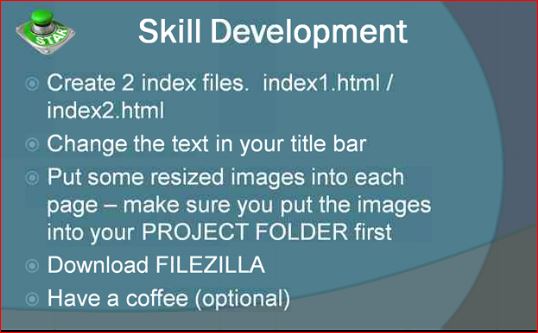 START
Skill Development
Create 2 index files. index1.html /
index2.html
Change the text in your title bar
Put some resized images into each
page – make sure you put the images
into your PROJECT FOLDER first
Download FILEZILLA
Have a coffee (optional)